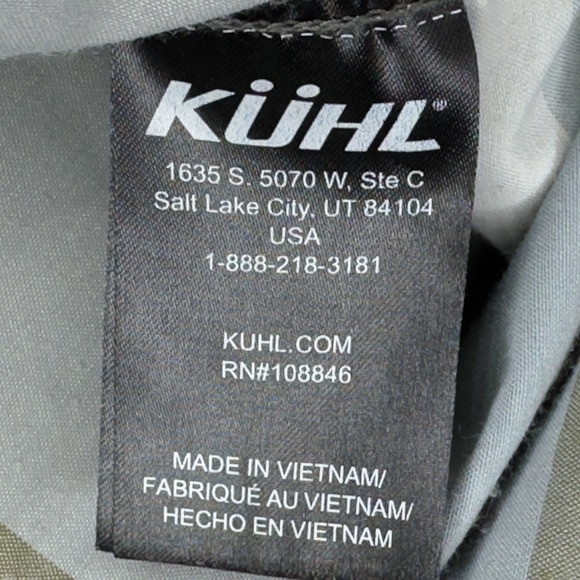 KÜHL®
1635 S. 5070 W, Ste C
Salt Lake City, UT 84104
USA
1-888-218-3181
KUHL.COM
RN#108846
MADE IN VIETNAM/
FABRIQUÉ AU VIETNAM/
HECHO EN VIETNAM